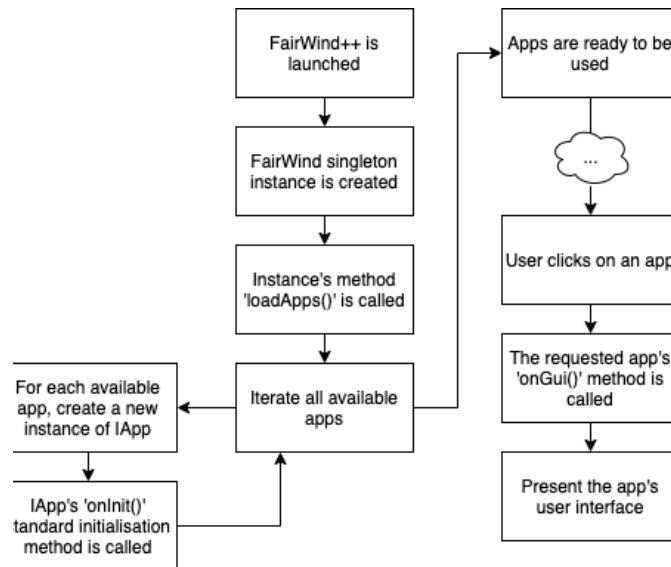 FairWind++ is
launched
FairWind singleton
instance is created
Instance's method
'loadApps()' is called
Iterate all available
apps
For each available
app, create a new
instance of IApp
IApp's 'onInit()'
tandard initialisation
method is called
Apps are ready to be
used
...
User clicks on an app
The requested app's
'onGui()' method is
called
Present the app's
user interface